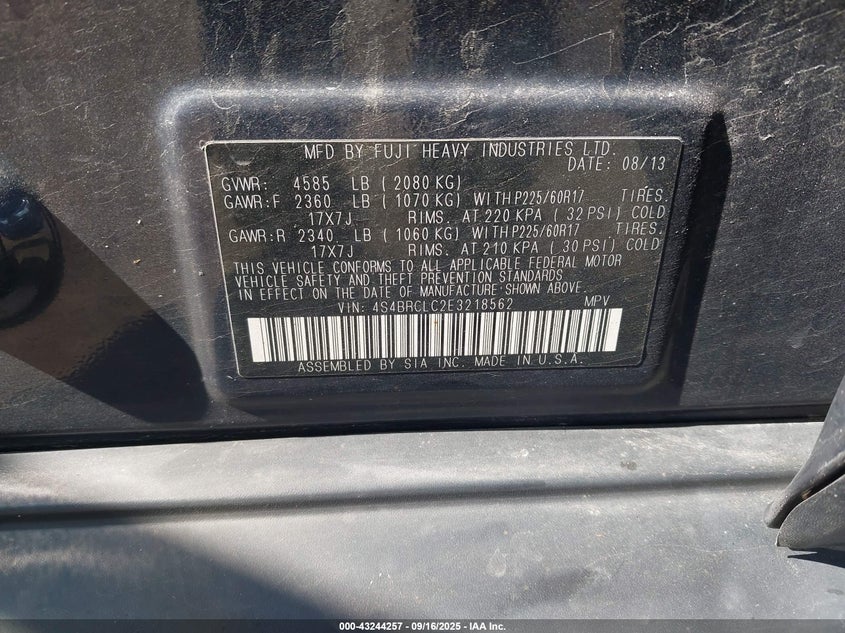 MFD BY FUJI HEAVY INDUSTRIES LTD.
DATE: 08/13
GVWR: 4585 LB ( 2080 KG)
GAWR:F 2360 LB ( 1070 KG) WITH P225/60R17 TIRES.
17X7J RIMS. AT 220 KPA ( 32 PSI) COLD
GAWR:R 2340 LB ( 1060 KG) WITH P225/60R17 TIRES.
17X7J RIMS. AT 210 KPA ( 30 PSI) COLD
THIS VEHICLE CONFORMS TO ALL APPLICABLE FEDERAL MOTOR
VEHICLE SAFETY AND THEFT PREVENTION STANDARDS
IN EFFECT ON THE DATE OF MANUFACTURE SHOWN ABOVE.
VIN: 4S4BRCLC2E3218562 MPV
ASSEMBLED BY SIA INC. MADE IN U.S.A.
000-43244257 - 09/16/2025 - IAA Inc.